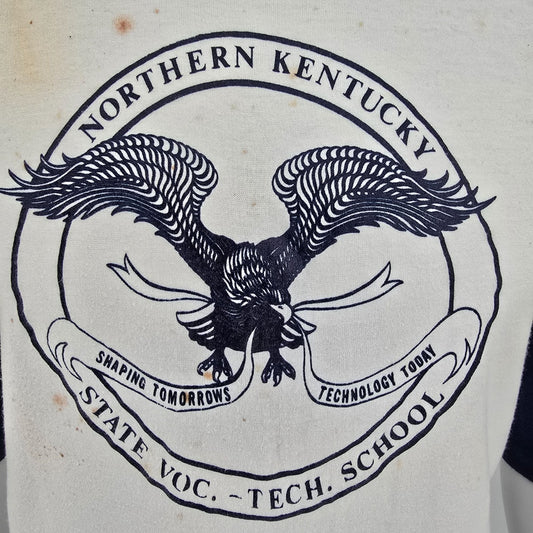 NORTHERN KENTUCKY
SHAPING TOMORROWS
TECHNOLOGY TODAY
STATE VOC. - TECH. SCHOOL